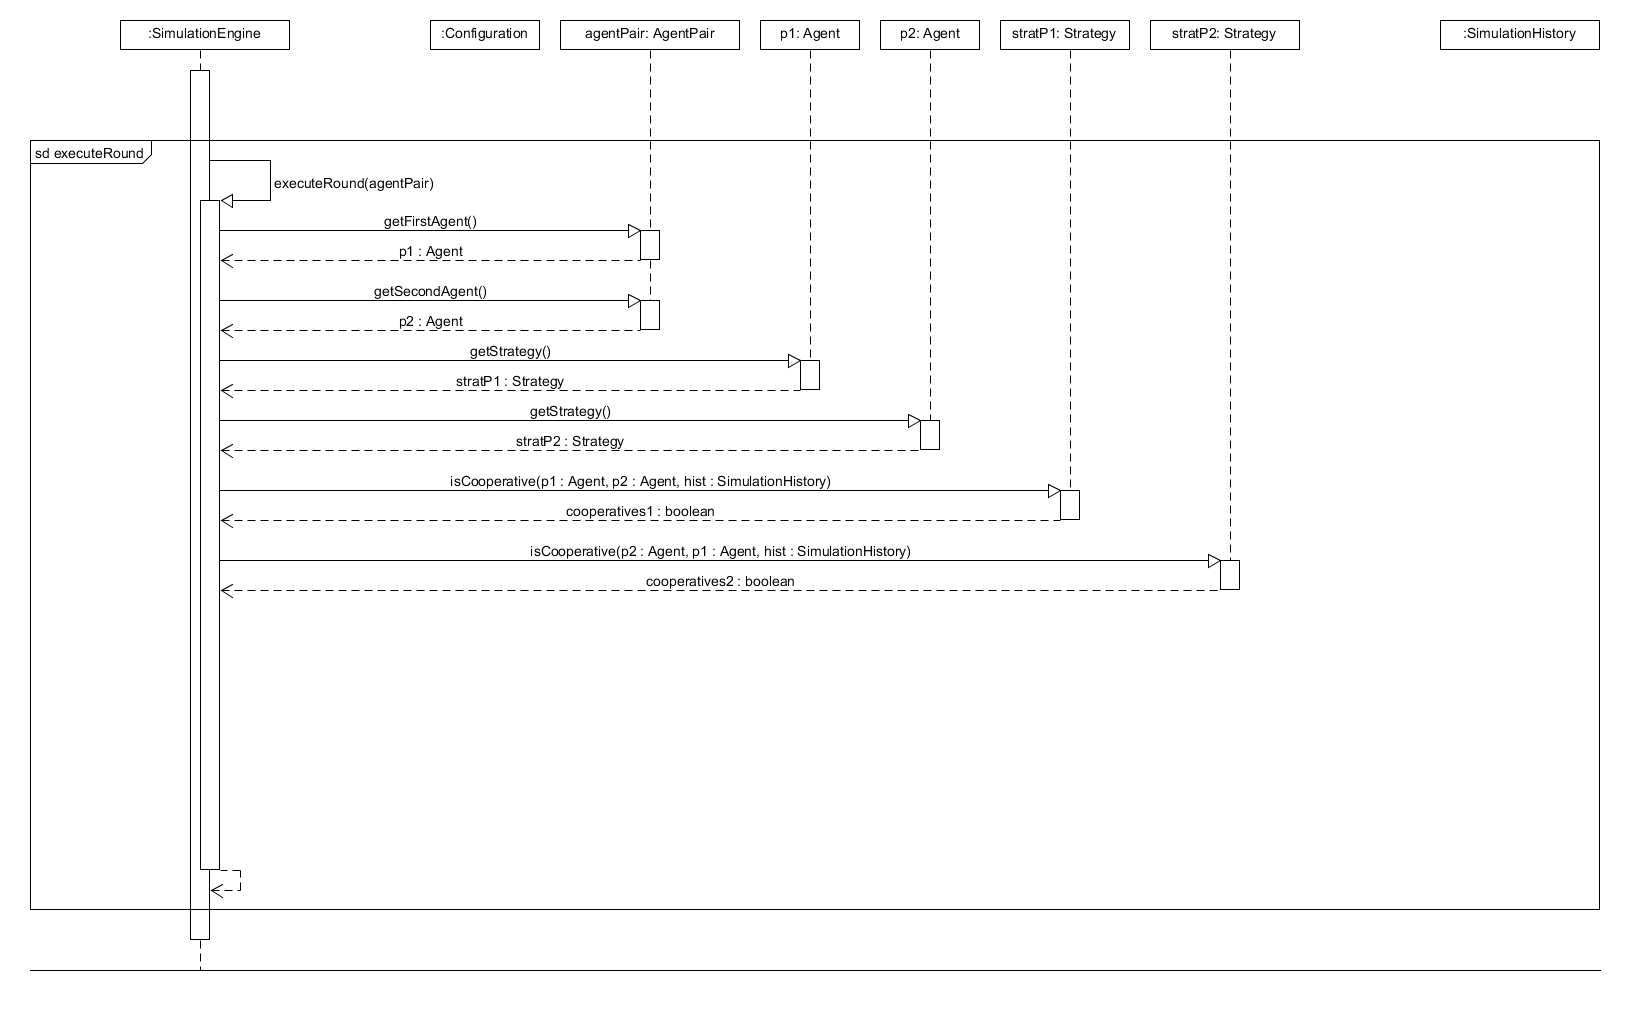 :SimulationEngine
:Configuration
agentPair: AgentPair
p1: Agent
p2: Agent
stratP1: Strategy
stratP2: Strategy
:SimulationHistory
sd executeRound
executeRound(agentPair)
getFirstAgent()
p1 : Agent
getSecondAgent()
p2 : Agent
getStrategy()
stratP1 : Strategy
getStrategy()
stratP2 : Strategy
isCooperative(p1 : Agent, p2 : Agent, hist : SimulationHistory)
cooperatives1 : boolean
isCooperative(p2 : Agent, p1 : Agent, hist : SimulationHistory)
cooperatives2 : boolean